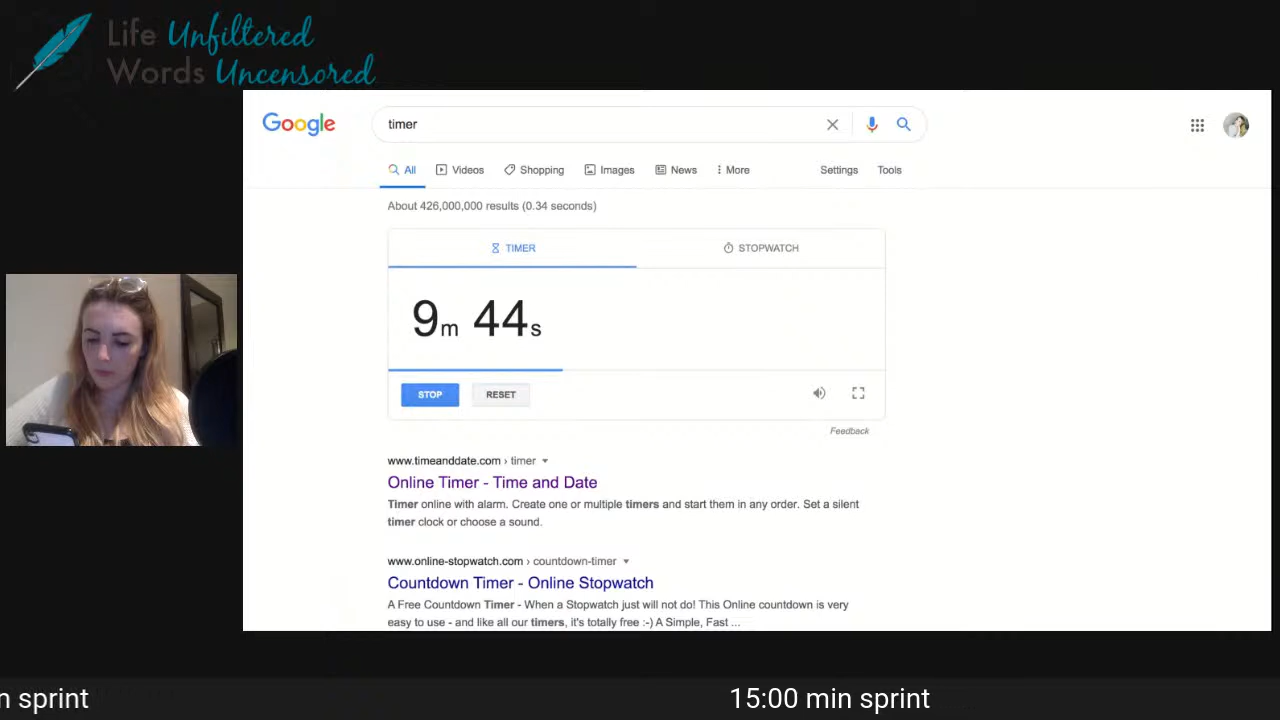 Life Unfiltered
Words Uncensored
Google
timer
All
Videos
Shopping
Images
News
More
Settings
Tools
About 426,000,000 results (0.34 seconds)
TIMER
STOPWATCH
9m 44s
STOP
RESET
Feedback
www.timeanddate.com › timer
Online Timer - Time and Date
Timer online with alarm. Create one or multiple timers and start them in any order. Set a silent
timer clock or choose a sound.
www.online-stopwatch.com › countdown-timer
Countdown Timer - Online Stopwatch
A Free Countdown Timer - When a Stopwatch just will not do! This Online countdown is very
easy to use - and like all our timers, it's totally free :-) A Simple, Fast ...
n sprint
15:00 min sprint